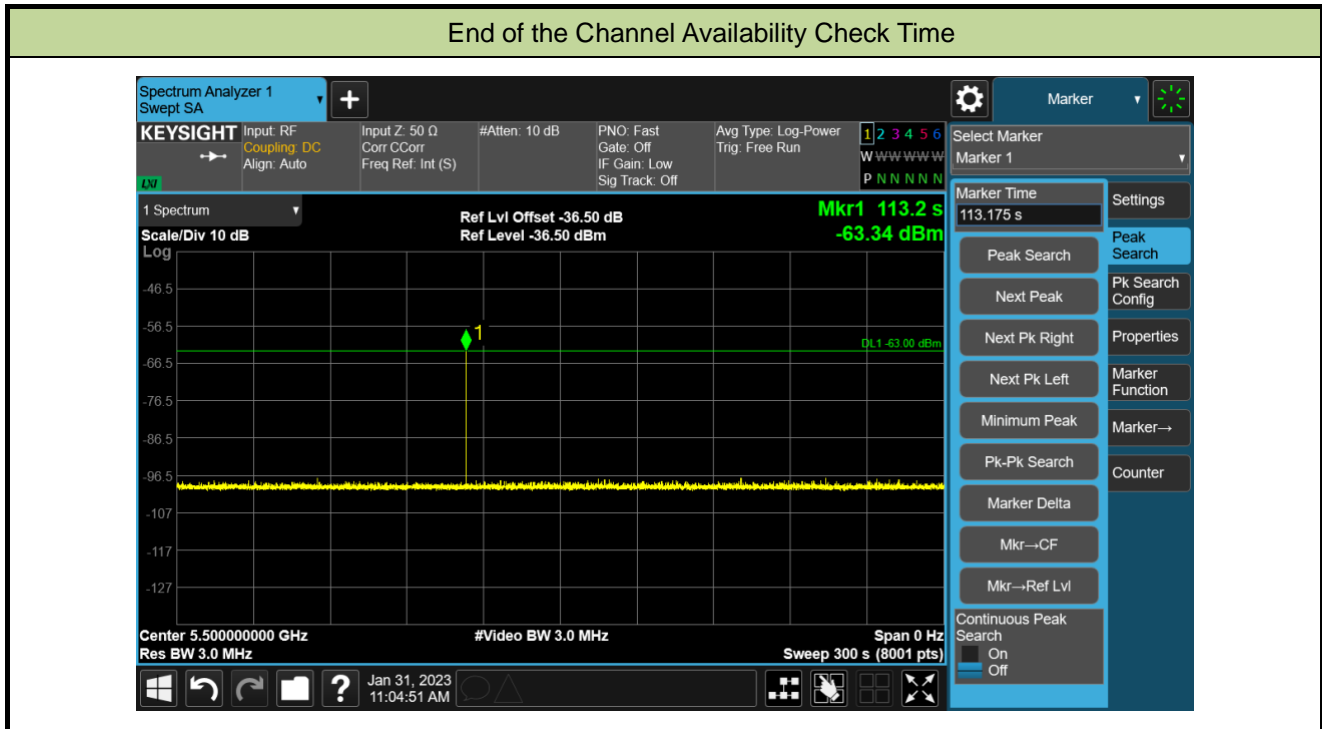 End of the Channel Availability Check Time
Spectrum Analyzer 1
Swept SA
+
Marker
KEYSIGHT
LXI
Input: RF
Coupling: DC
Align: Auto
Input Z: 50 Ω
Corr CCorr
Freq Ref: Int (S)
#Atten: 10 dB
PNO: Fast
Gate: Off
IF Gain: Low
Sig Track: Off
Avg Type: Log-Power
Trig: Free Run
1 2 3 4 5 6
W W W W W W
P N N N N N
Select Marker
Marker 1
1 Spectrum
Scale/Div 10 dB
Log
Ref Lvl Offset -36.50 dB
Ref Level -36.50 dBm
Mkr1 113.2 s
-63.34 dBm
-46.5
-56.5
-66.5
-76.5
-86.5
-96.5
-107
-117
-127
1
DL1 -63.00 dBm
Center 5.500000000 GHz
Res BW 3.0 MHz
#Video BW 3.0 MHz
Span 0 Hz
Sweep 300 s (8001 pts)
Marker Time
113.175 s
Peak Search
Next Peak
Next Pk Right
Next Pk Left
Minimum Peak
Pk-Pk Search
Marker Delta
Mkr→CF
Mkr→Ref Lvl
Continuous Peak
Search
On
Off
Settings
Peak
Search
Pk Search
Config
Properties
Marker
Function
Marker→
Counter
?
Jan 31, 2023
11:04:51 AM